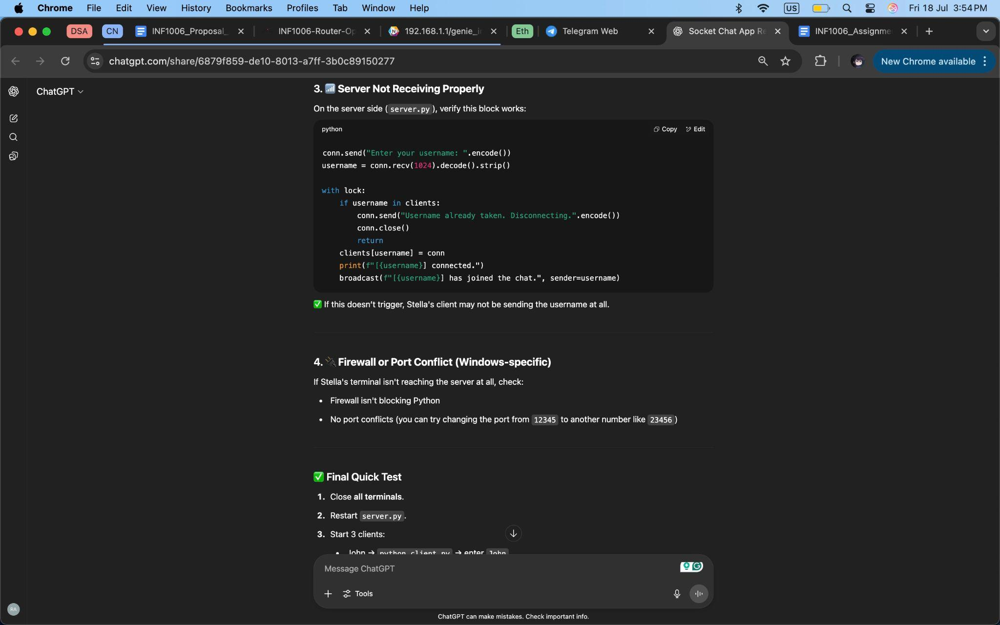 Chrome File Edit View History Bookmarks Profiles Tab Window Help US Fri 18 Jul 3:54 PM
DSA CN INF1006_Proposal_ INF1006-Router-Op 192.168.1.1/genie_ir Eth Telegram Web Socket Chat App Re INF1006_Assignme
chatgpt.com/share/6879f859-de10-8013-a7ff-3b0c89150277 New Chrome available
ChatGPT
3. Server Not Receiving Properly
On the server side ( server.py ), verify this block works:
python Copy Edit
conn.send("Enter your username: ".encode())
username = conn.recv(1024).decode().strip()
with lock:
if username in clients:
conn.send("Username already taken. Disconnecting.".encode())
conn.close()
return
clients[username] = conn
print(f"[{username}] connected.")
broadcast(f"[{username}] has joined the chat.", sender=username)
✅ If this doesn't trigger, Stella's client may not be sending the username at all.
4. Firewall or Port Conflict (Windows-specific)
If Stella's terminal isn't reaching the server at all, check:
• Firewall isn't blocking Python
• No port conflicts (you can try changing the port from 12345 to another number like 23456 )
✅ Final Quick Test
1. Close all terminals.
2. Restart server.py .
3. Start 3 clients:
• John → python client.py → enter John
Message ChatGPT
Tools
RA
ChatGPT can make mistakes. Check important info.